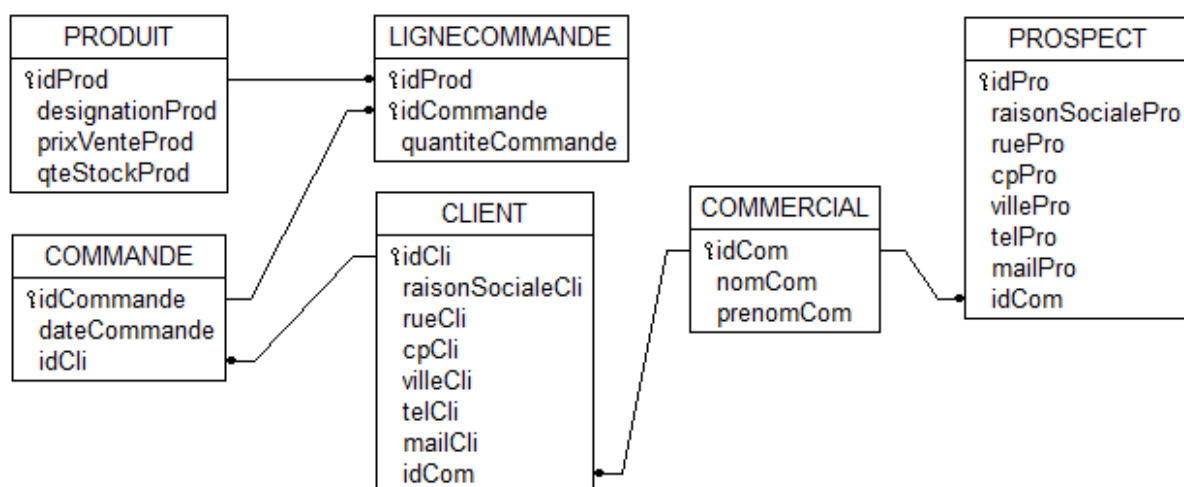 PRODUIT
idProd
designationProd
prixVenteProd
qteStockProd
LIGNECOMMANDE
idProd
idCommande
quantiteCommande
PROSPECT
idPro
raisonSocialePro
ruePro
cpPro
villePro
telPro
mailPro
idCom
COMMANDE
idCommande
dateCommande
idCli
CLIENT
idCli
raisonSocialeCli
rueCli
cpCli
villeCli
telCli
mailCli
idCom
COMMERCIAL
idCom
nomCom
prenomCom